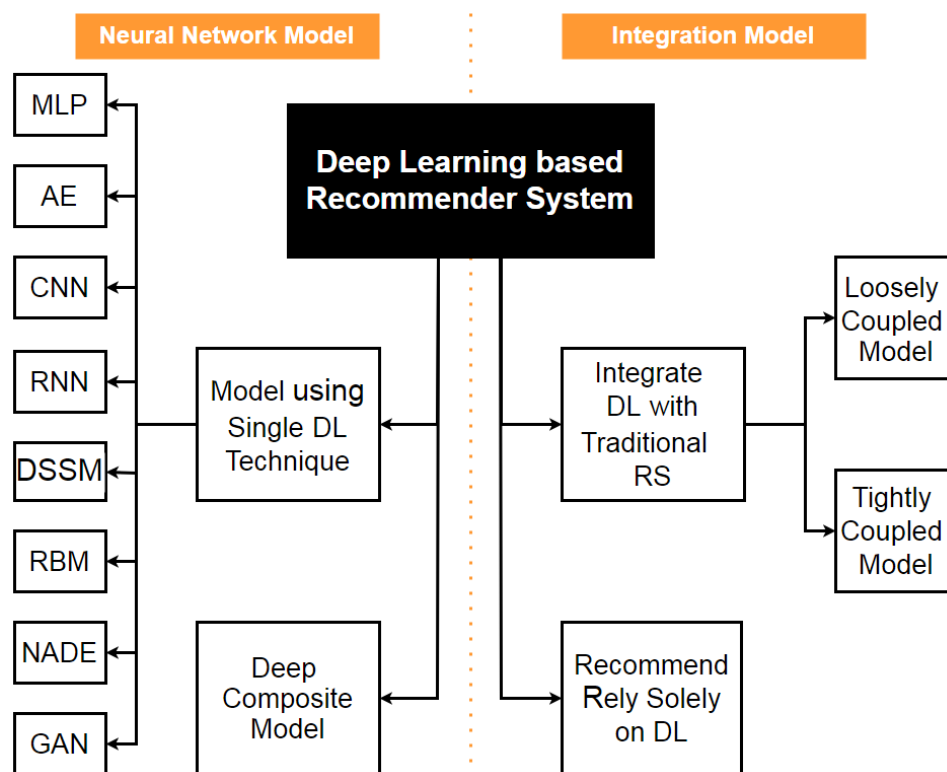 Neural Network Model
Integration Model
Deep Learning based
Recommender System
MLP
AE
CNN
RNN
DSSM
RBM
NADE
GAN
Model using
Single DL
Technique
Deep
Composite
Model
Integrate
DL with
Traditional
RS
Recommend
Rely Solely
on DL
Loosely
Coupled
Model
Tightly
Coupled
Model